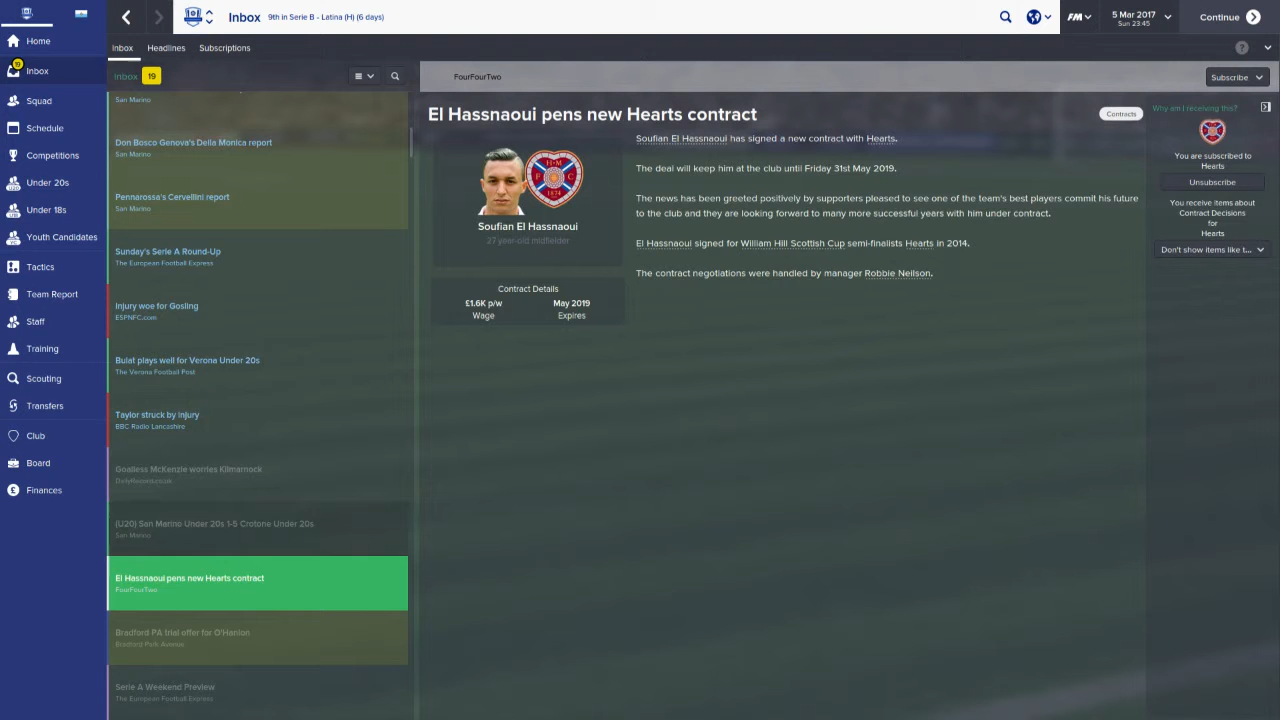 Inbox
9th in Serie B - Latina (H) (6 days)
FM
5 Mar 2017
Sun 23:45
Continue
Home
Inbox
19
Squad
Schedule
Competitions
Under 20s
Under 18s
Youth Candidates
Tactics
Team Report
Staff
Training
Scouting
Transfers
Club
Board
Finances
Inbox
Headlines
Subscriptions
Inbox 19
San Marino
Don Bosco Genova's Della Monica report
San Marino
Pennarossa's Cervellini report
San Marino
Sunday's Serie A Round-Up
The European Football Express
Injury woe for Gosling
ESPNFC.com
Bulat plays well for Verona Under 20s
The Verona Football Post
Taylor struck by injury
BBC Radio Lancashire
Goalless McKenzie worries Kilmarnock
DailyRecord.co.uk
(U20) San Marino Under 20s 1-5 Crotone Under 20s
San Marino
El Hassnaoui pens new Hearts contract
FourFourTwo
Bradford PA trial offer for O'Hanlon
Bradford Park Avenue
Serie A Weekend Preview
The European Football Express
FourFourTwo
Subscribe
El Hassnaoui pens new Hearts contract
Contracts
H M
F C
1874
Soufian El Hassnaoui
27 year-old midfielder
Contract Details
£1.6K p/w
May 2019
Wage
Expires
Soufian El Hassnaoui has signed a new contract with Hearts.
The deal will keep him at the club until Friday 31st May 2019.
The news has been greeted positively by supporters pleased to see one of the team's best players commit his future
to the club and they are looking forward to many more successful years with him under contract.
El Hassnaoui signed for William Hill Scottish Cup semi-finalists Hearts in 2014.
The contract negotiations were handled by manager Robbie Neilson.
Why am I receiving this?
You are subscribed to
Hearts
Unsubscribe
You receive items about
Contract Decisions
for
Hearts
Don't show items like t...